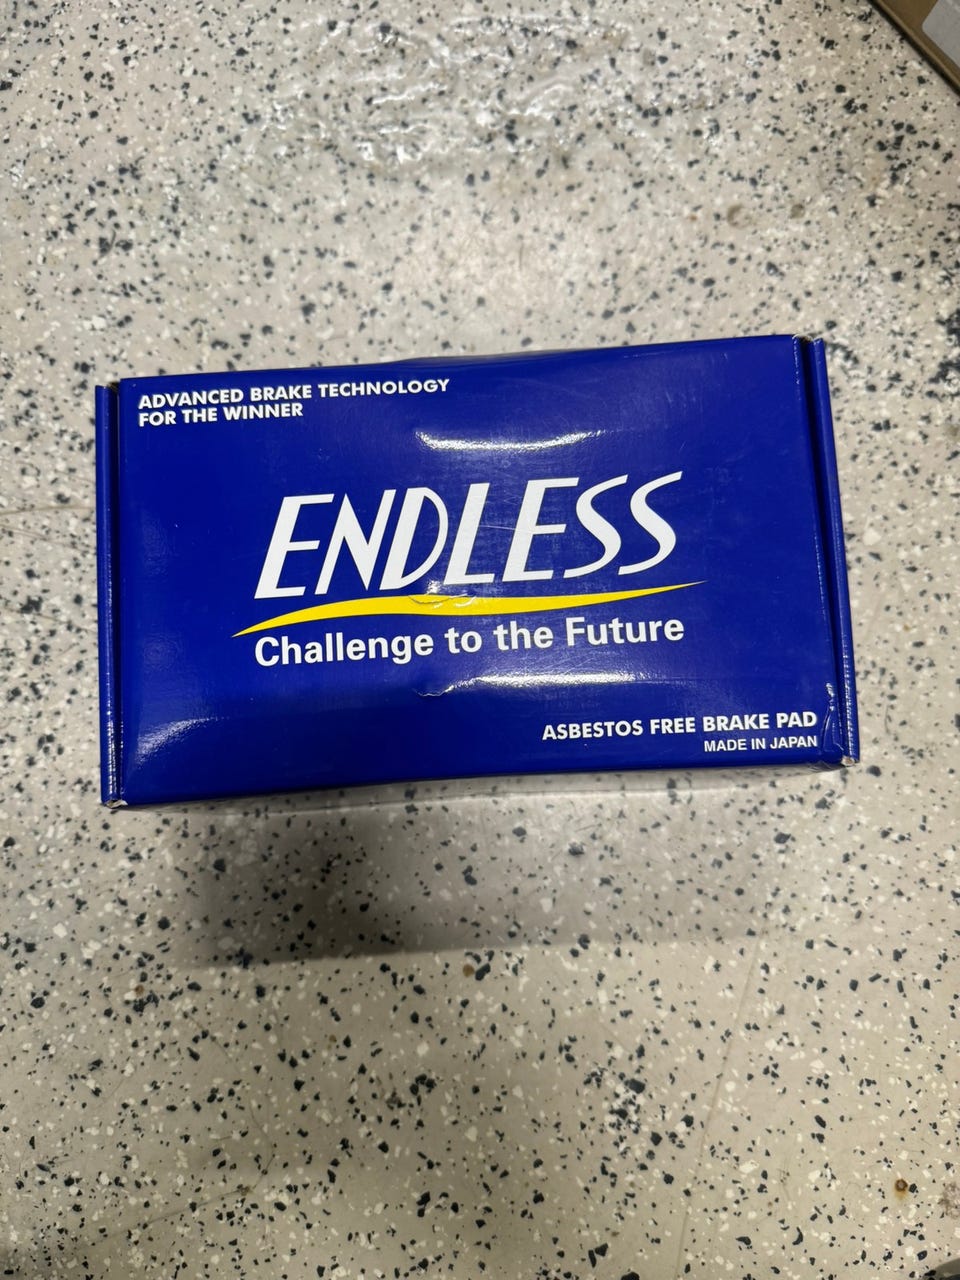 ADVANCED BRAKE TECHNOLOGY
FOR THE WINNER
ENDLESS
Challenge to the Future
ASBESTOS FREE BRAKE PAD
MADE IN JAPAN